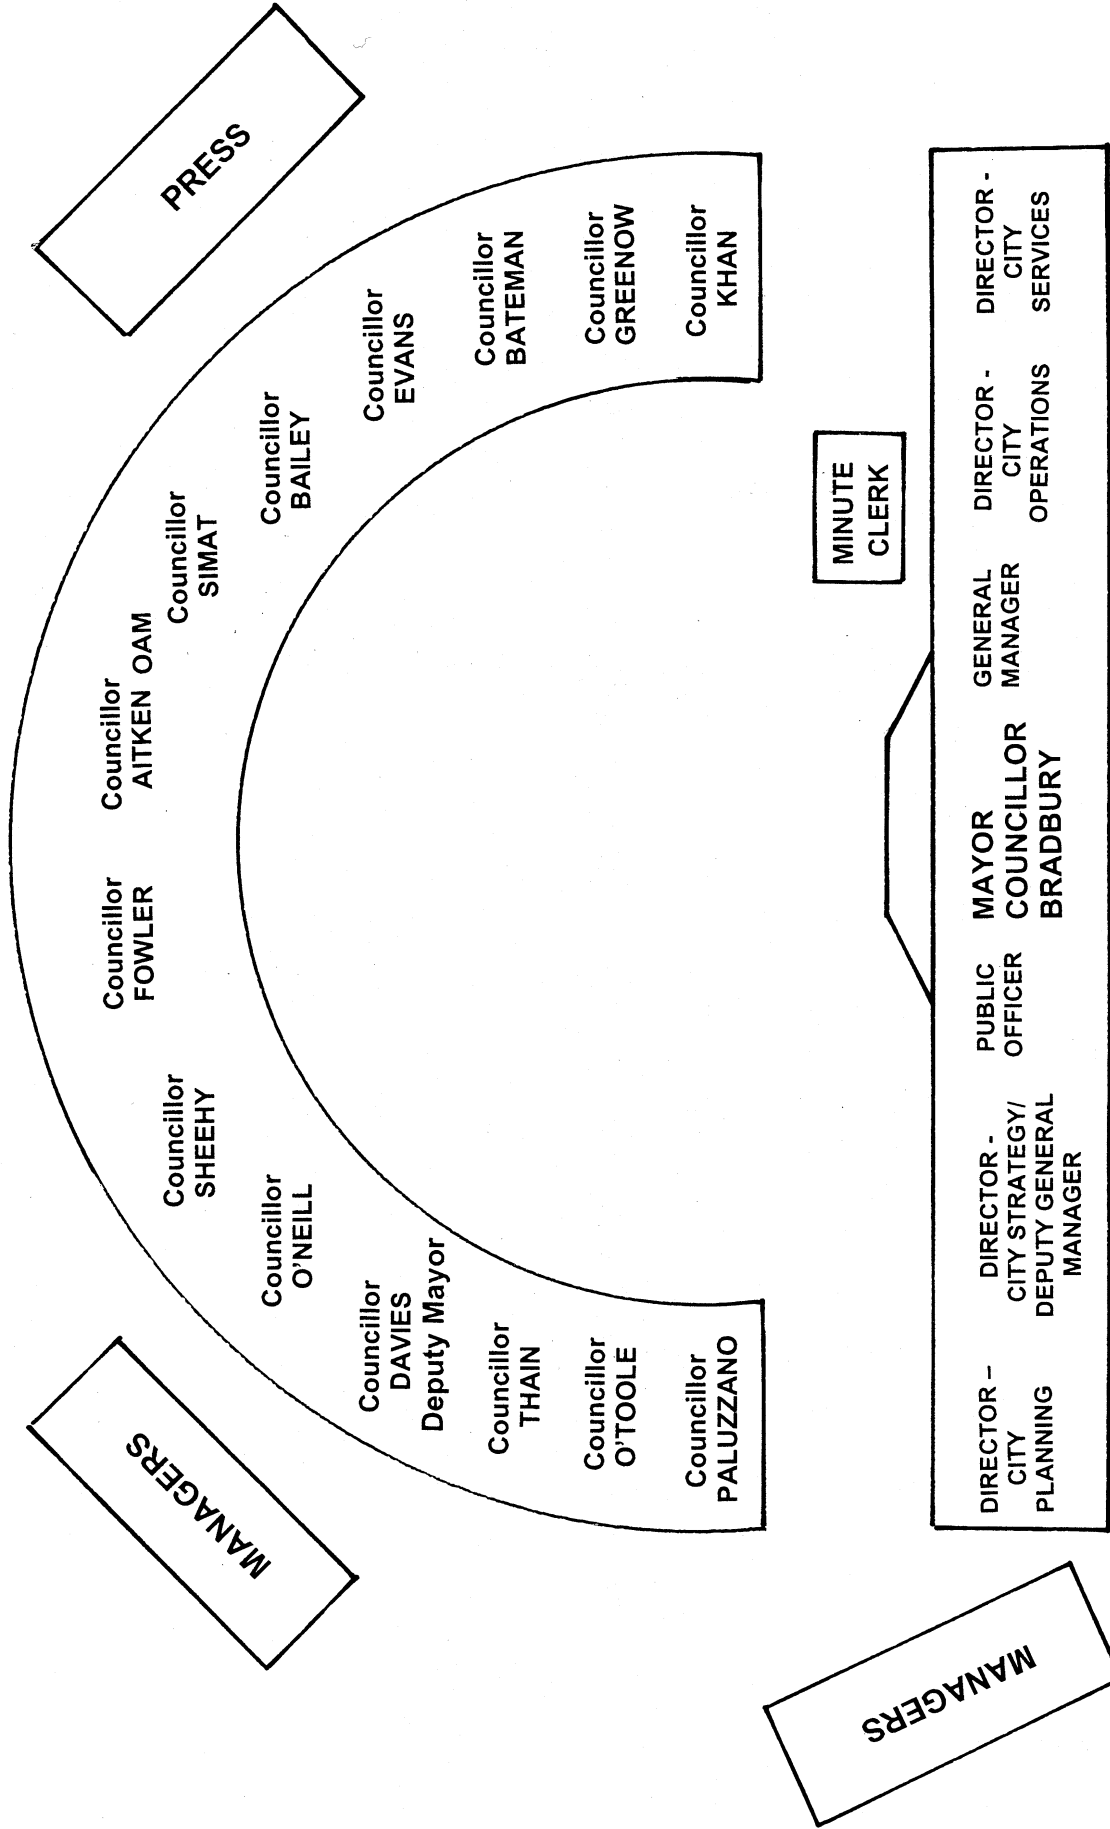 PRESS
MANAGERS
MANAGERS
Councillor
PALUZZANO
Councillor
O'TOOLE
Councillor
THAIN
Councillor
DAVIES
Deputy Mayor
Councillor
O'NEILL
Councillor
SHEEHY
Councillor
FOWLER
Councillor
AITKEN OAM
Councillor
SIMAT
Councillor
BAILEY
Councillor
EVANS
Councillor
BATEMAN
Councillor
GREENOW
Councillor
KHAN
MINUTE
CLERK
DIRECTOR –
CITY
PLANNING
DIRECTOR -
CITY STRATEGY/
DEPUTY GENERAL
MANAGER
PUBLIC
OFFICER
MAYOR
COUNCILLOR
BRADBURY
GENERAL
MANAGER
DIRECTOR -
CITY
OPERATIONS
DIRECTOR -
CITY
SERVICES